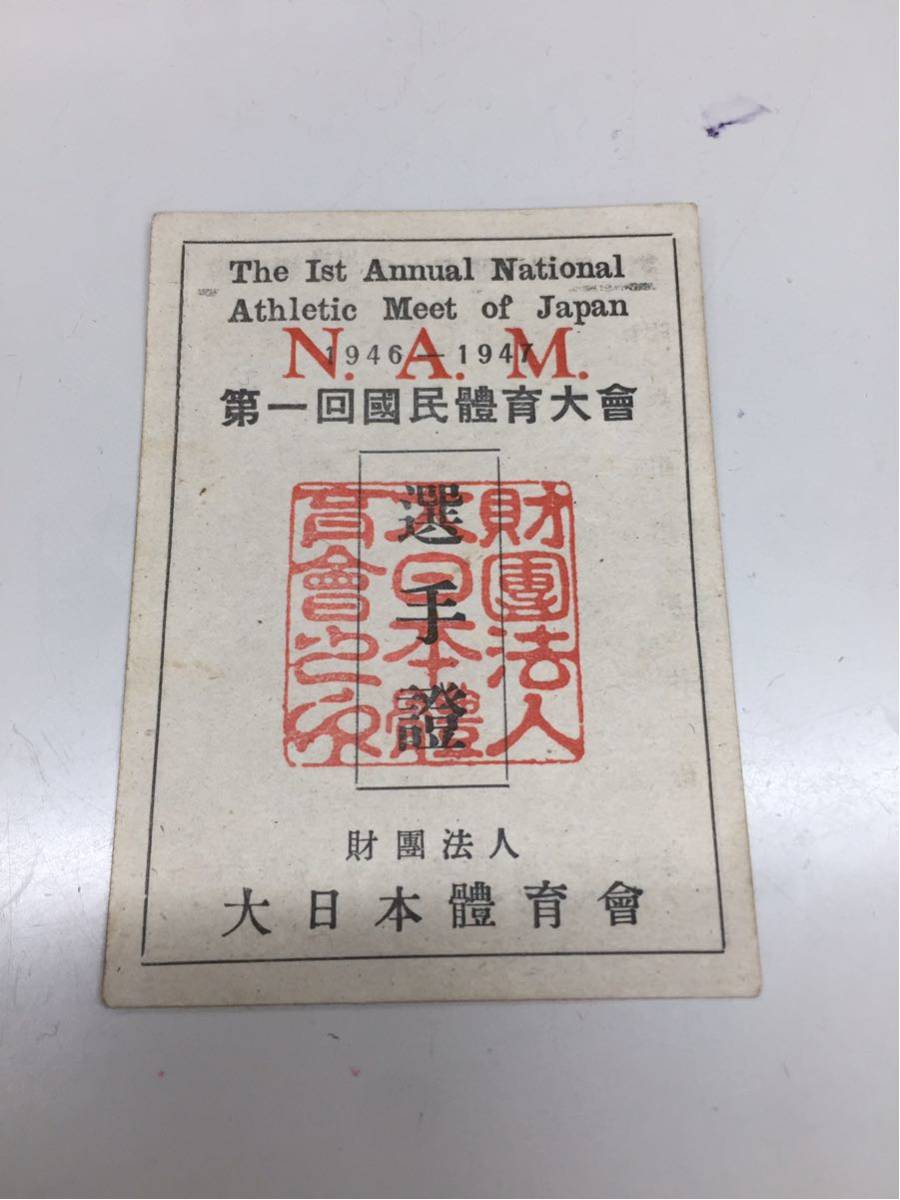 The Ist Annual National
Athletic Meet of Japan
N. A. M.
1946—1947
第一回國民體育大會
選手證
財團法人
大日本體
育會之印
財團法人
大日本體育會